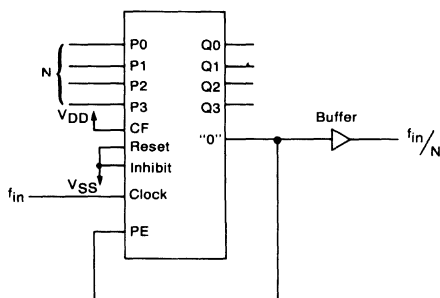 P0
Q0
N
P1
Q1
P2
Q2
P3
Q3
VDD
CF
"0"
Buffer
fin/N
Reset
Inhibit
VSS
fin
Clock
PE